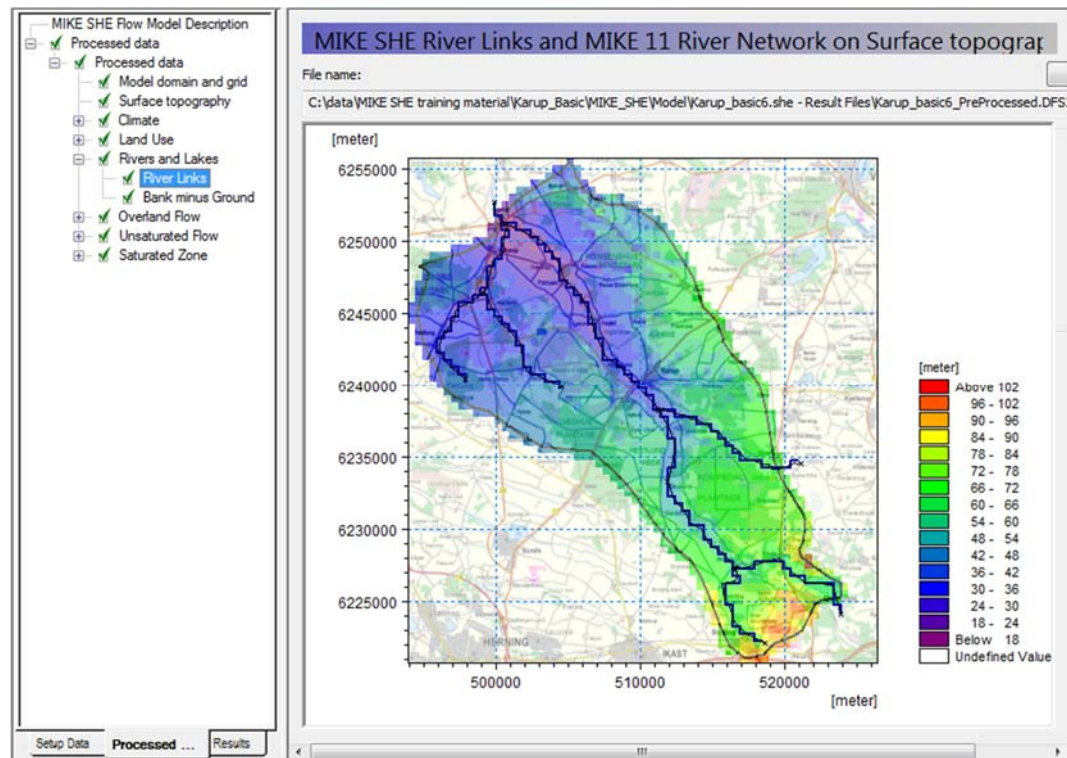 MIKE SHE Flow Model Description
Processed data
Processed data
Model domain and grid
Surface topography
Climate
Land Use
Rivers and Lakes
River Links
Bank minus Ground
Overland Flow
Unsaturated Flow
Saturated Zone
Setup Data
Processed ...
Results
MIKE SHE River Links and MIKE 11 River Network on Surface topograp
File name:
C:\data\MIKE SHE training material\Karup_Basic\MIKE_SHE\Model\Karup_basic6.she - Result Files\Karup_basic6_PreProcessed.DFS
[meter]
6255000
6250000
6245000
6240000
6235000
6230000
6225000
HERNING
IKAST
500000
510000
520000
[meter]
[meter]
Above 102
96 - 102
90 - 96
84 - 90
78 - 84
72 - 78
66 - 72
60 - 66
54 - 60
48 - 54
42 - 48
36 - 42
30 - 36
24 - 30
18 - 24
Below 18
Undefined Value